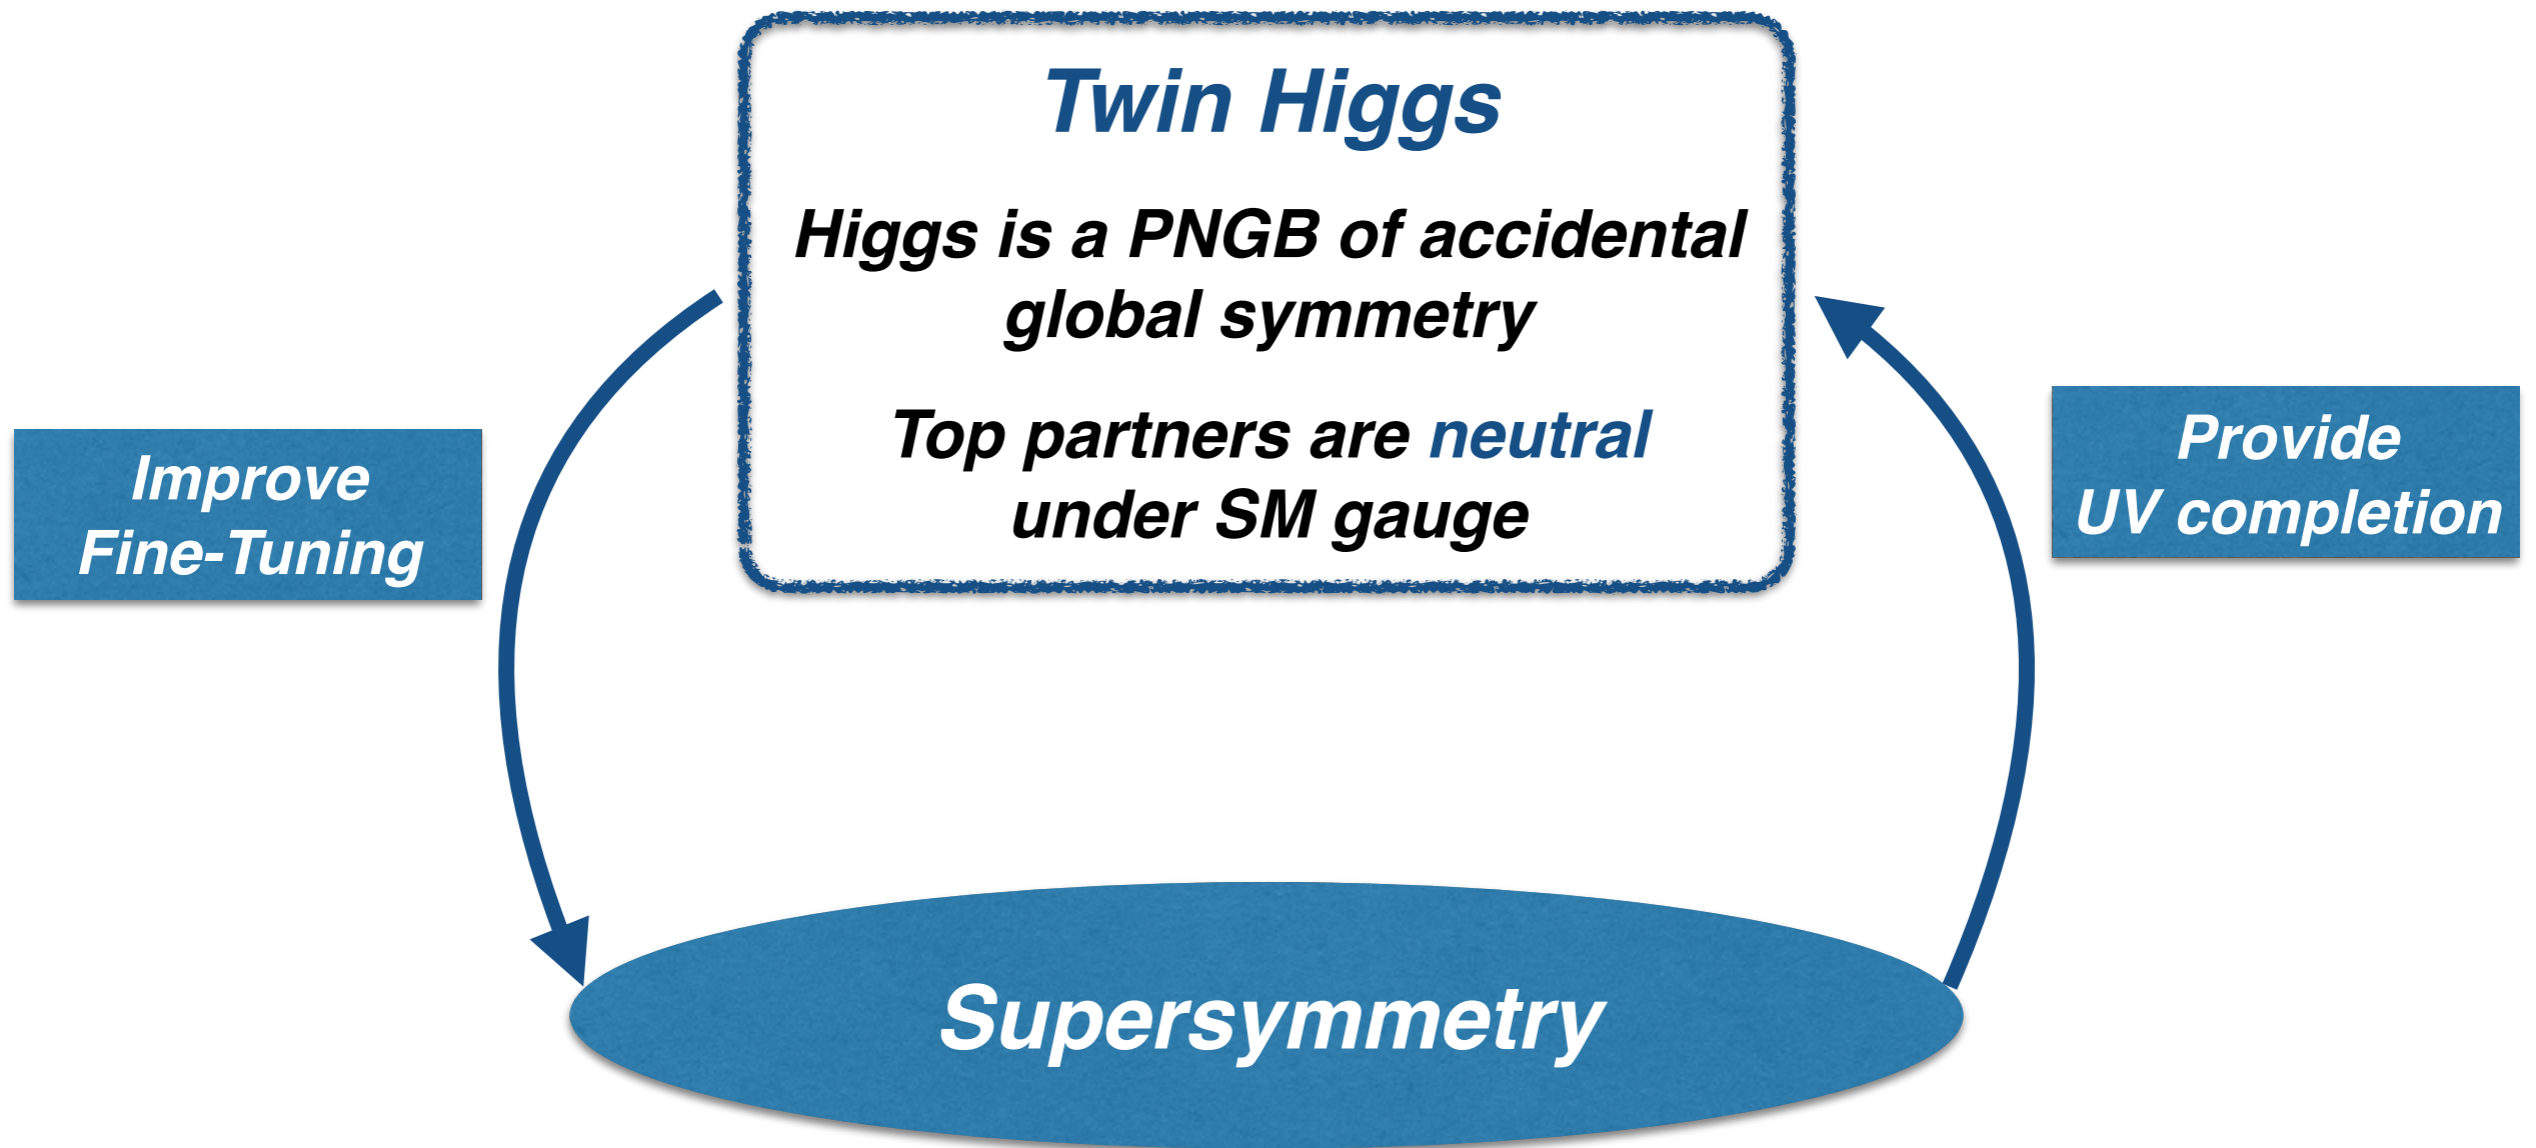 Twin Higgs
Higgs is a PNGB of accidental
global symmetry
Top partners are neutral
under SM gauge
Improve
Fine-Tuning
Provide
UV completion
Supersymmetry